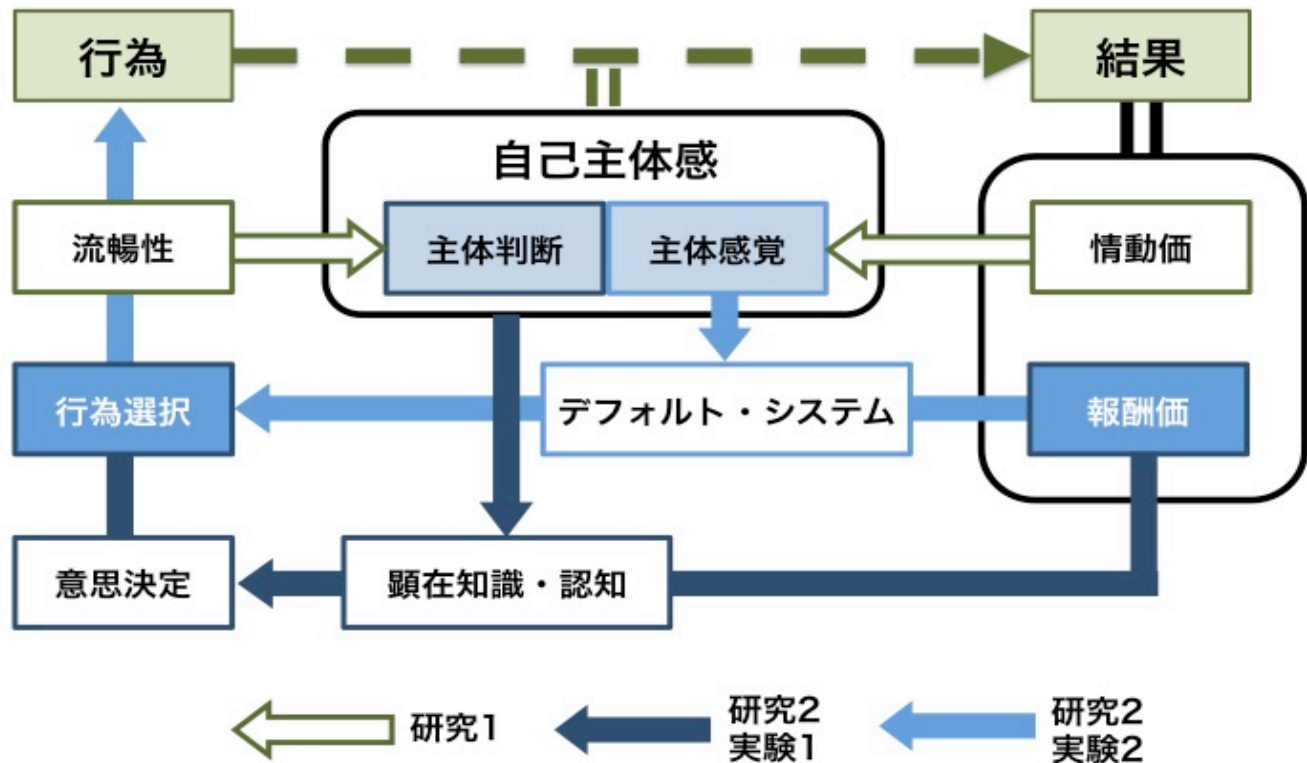 行為
結果
自己主体感
流暢性
主体判断
主体感覚
情動価
行為選択
デフォルト・システム
報酬価
意思決定
顕在知識・認知
研究1
研究2
実験1
研究2
実験2